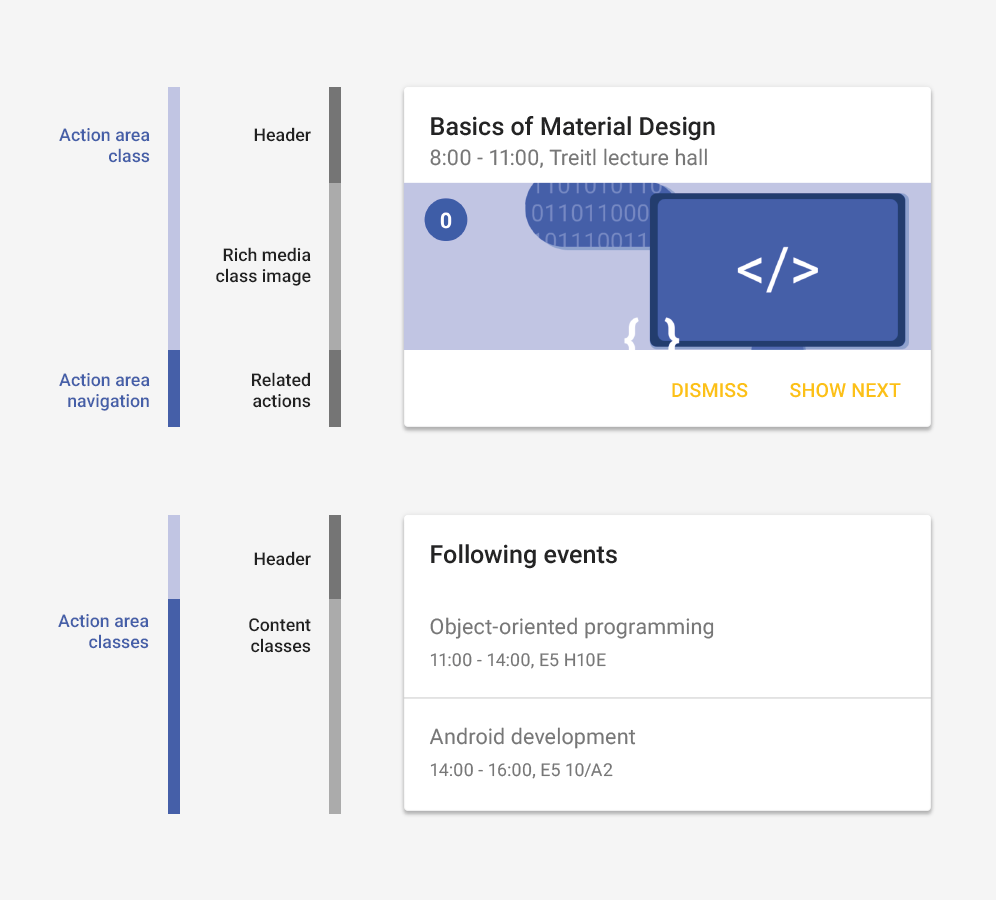 Action area
class
Header
Rich media
class image
Action area
navigation
Related
actions
Basics of Material Design
8:00 - 11:00, Treitl lecture hall
0
011011000
</>
{ }
DISMISS
SHOW NEXT
Action area
classes
Header
Content
classes
Following events
Object-oriented programming
11:00 - 14:00, E5 H10E
Android development
14:00 - 16:00, E5 10/A2